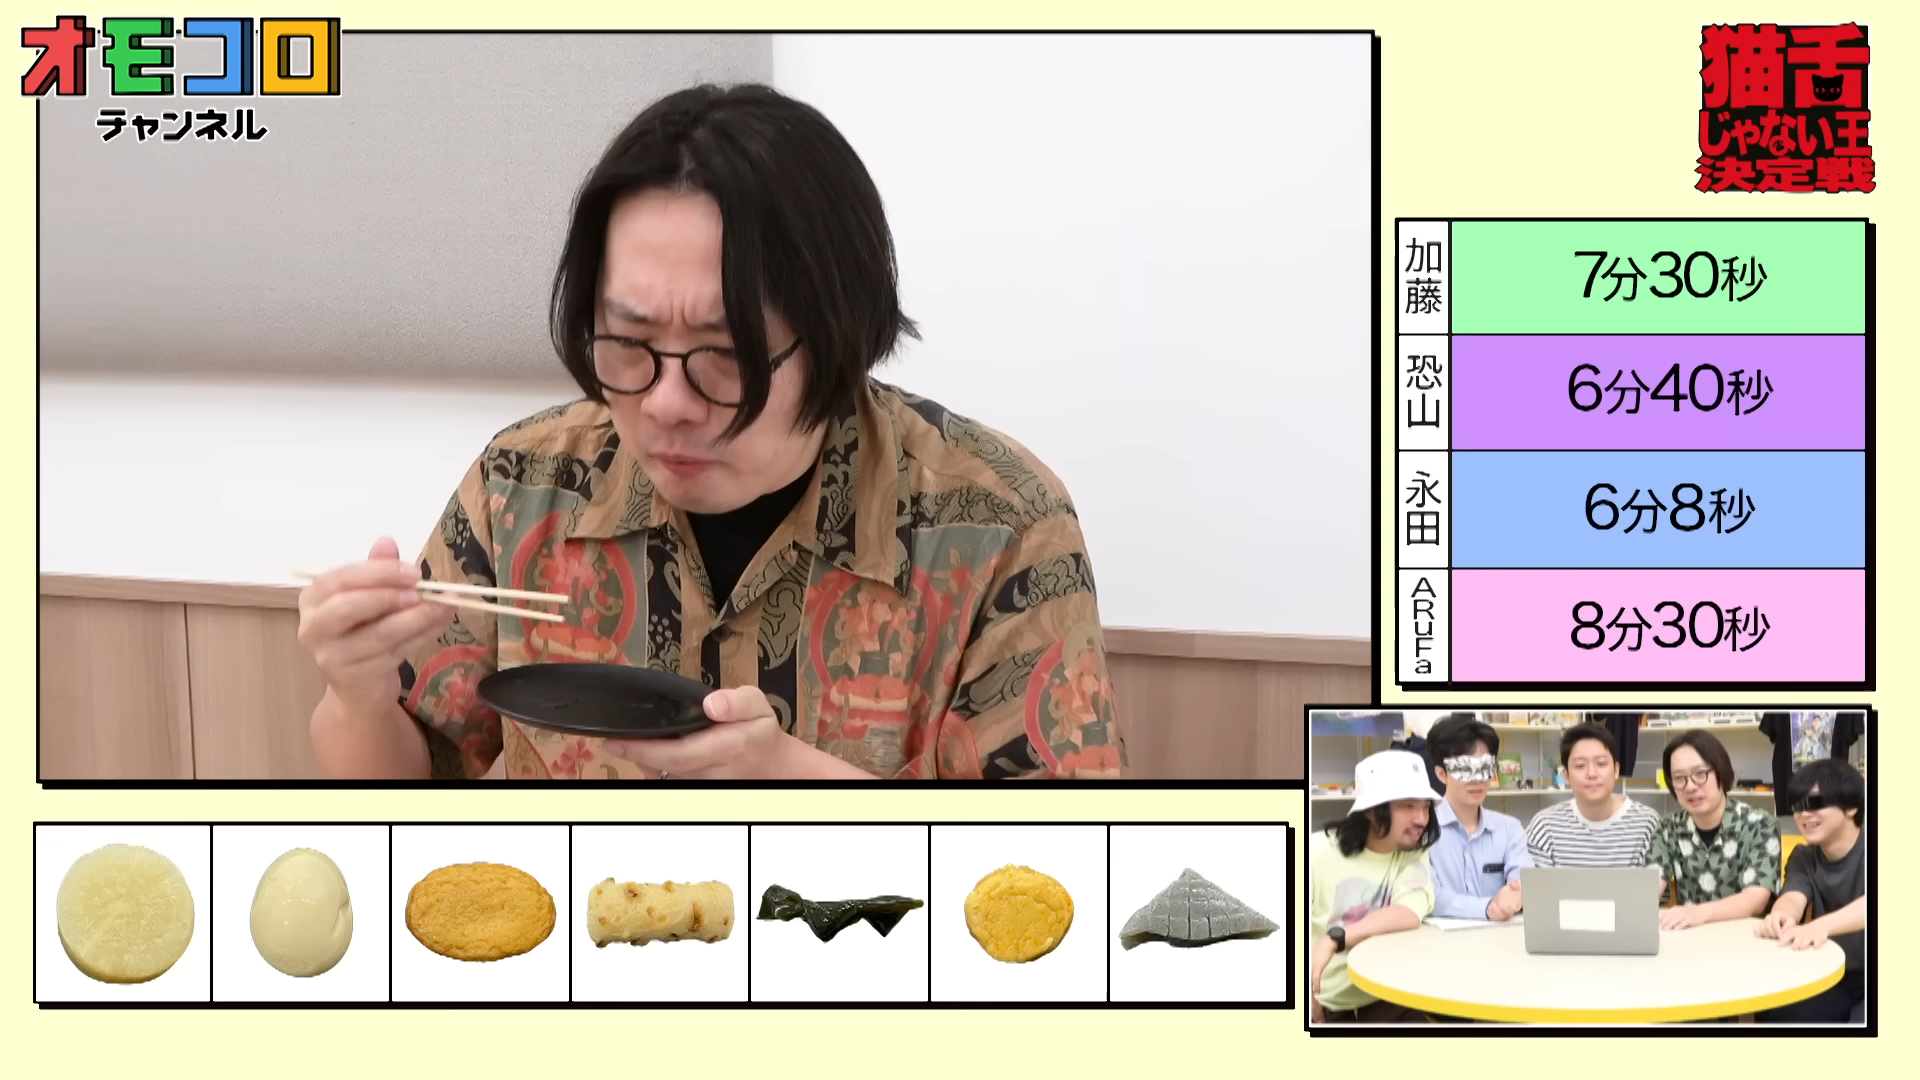 オモコロ
チャンネル
猫舌
じゃない王
決定戦
加藤
7分30秒
恐山
6分40秒
永田
6分8秒
ARuFa
8分30秒